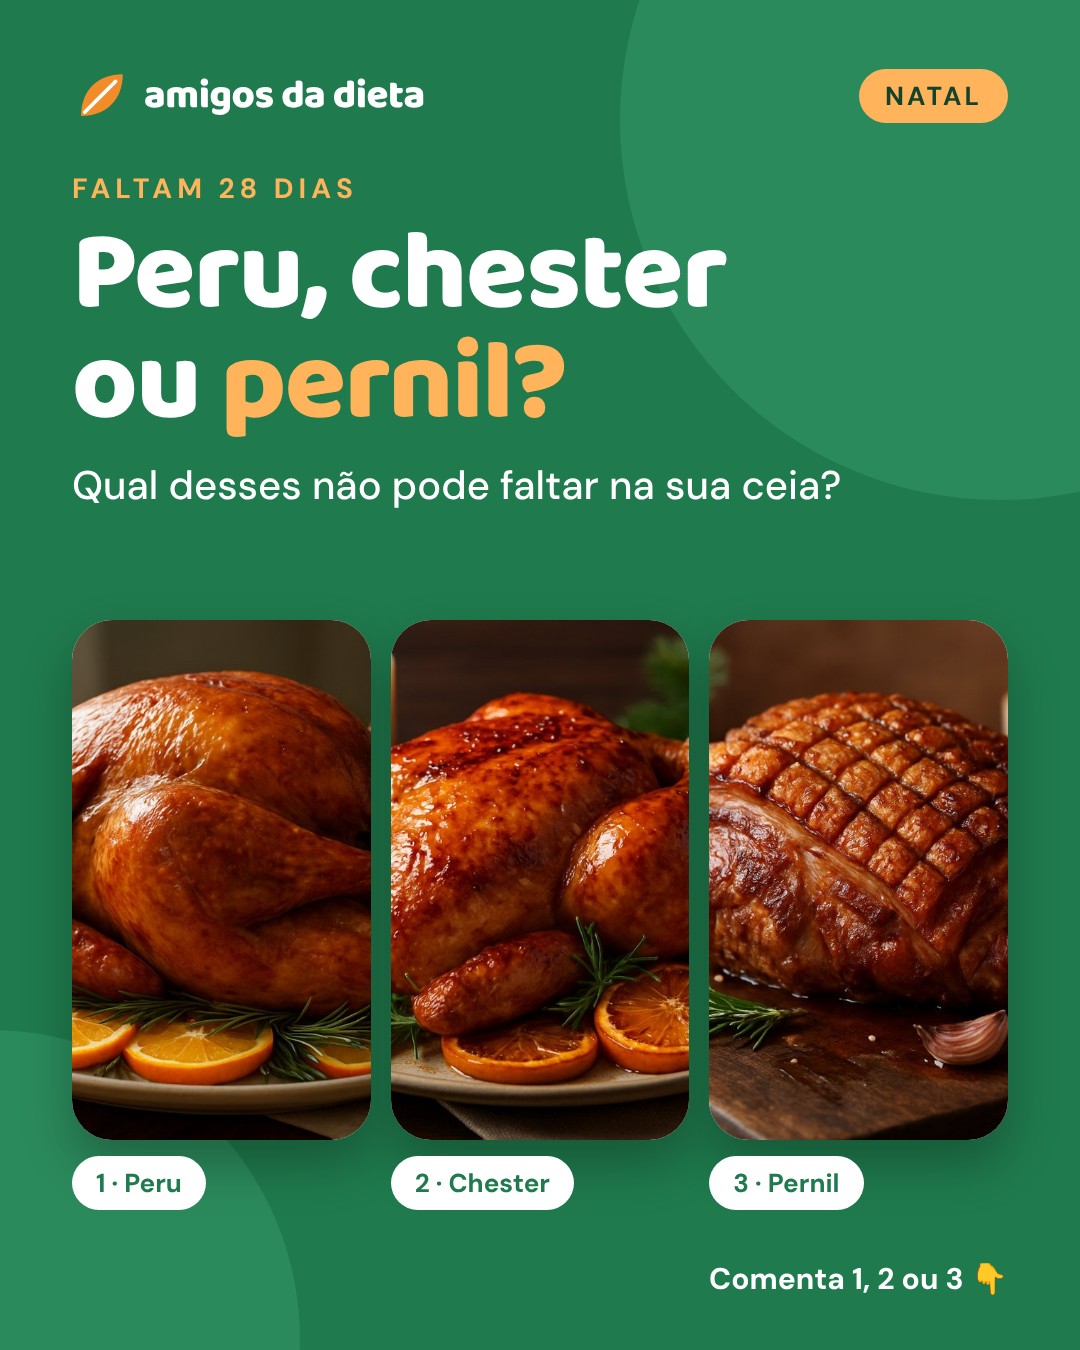 amigos da dieta
NATAL
FALTAM 28 DIAS
Peru, chester
ou pernil?
Qual desses não pode faltar na sua ceia?
1 · Peru
2 · Chester
3 · Pernil
Comenta 1, 2 ou 3 👇